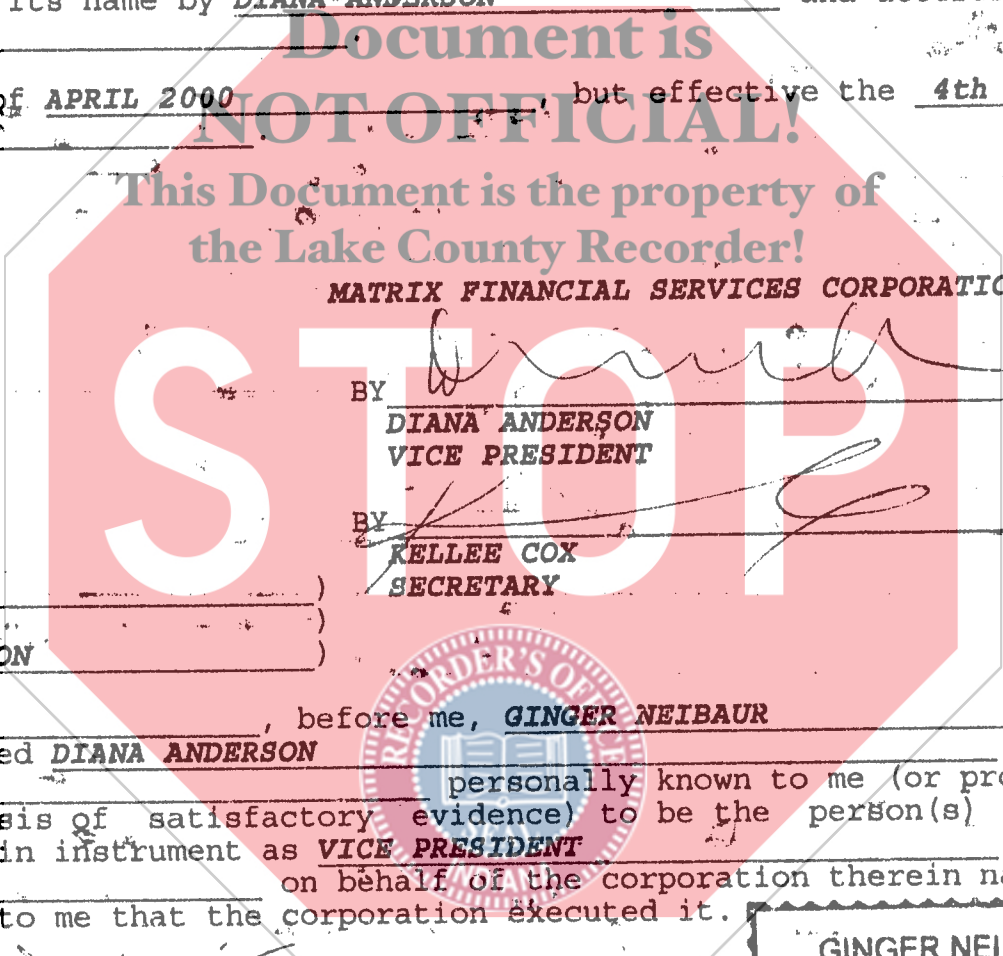 its name by DIANA ANDERSON
Document is
of APRIL 2000, but effective the 4th
NOT OFFICIAL!
This Document is the property of
the Lake County Recorder!
MATRIX FINANCIAL SERVICES CORPORATIO
STOP
BY
DIANA ANDERSON
VICE PRESIDENT
BY
KELLEE COX
SECRETARY
)
)
ON )
RECORDER'S OFFICE
, before me, GINGER NEIBAUR
ed DIANA ANDERSON
personally known to me (or pro
sis of satisfactory evidence) to be the person(s)
in instrument as VICE PRESIDENT
SEAL
INDIANA
on behalf of the corporation therein na
to me that the corporation executed it.
GINGER NEI